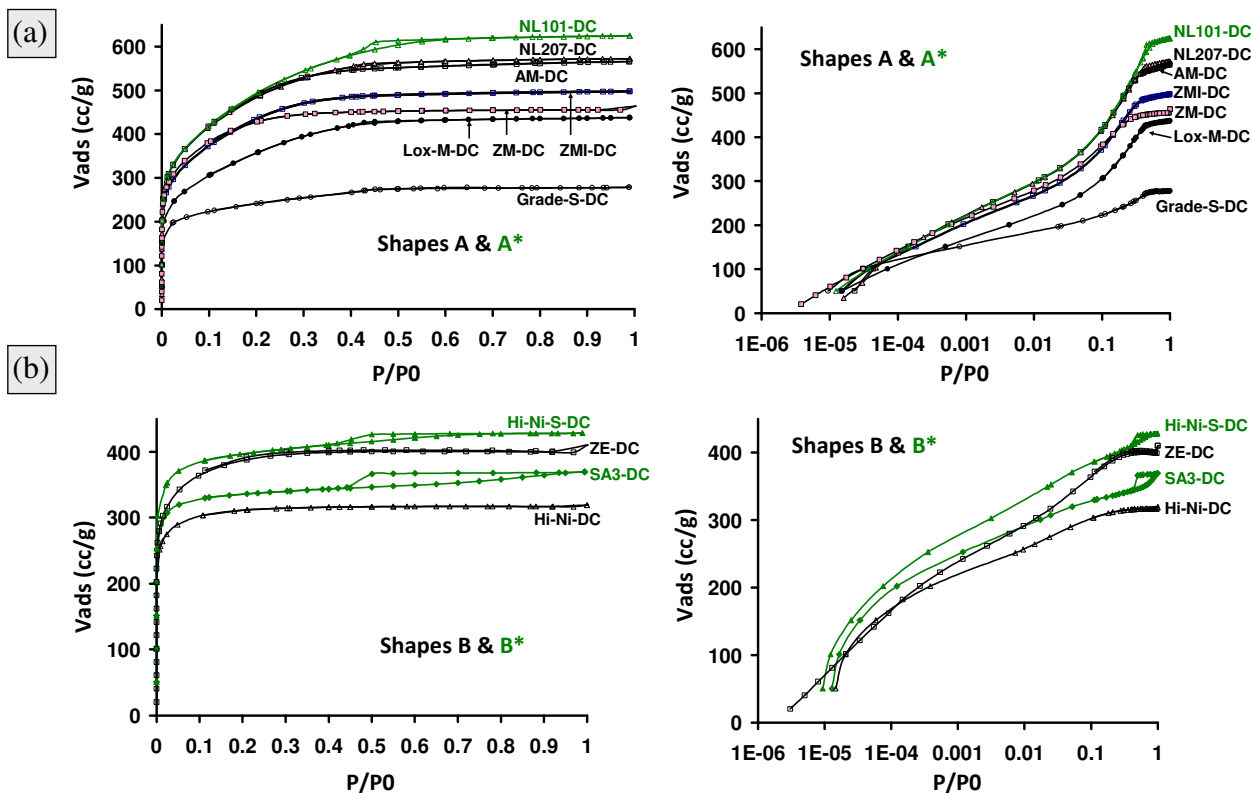 (a)
Vads (cc/g)
600
500
400
300
200
100
0
NL101-DC
NL207-DC
AM-DC
Lox-M-DC ZM-DC ZMI-DC
Grade-S-DC
Shapes A & A*
0 0.1 0.2 0.3 0.4 0.5 0.6 0.7 0.8 0.9 1
P/P0
Vads (cc/g)
600
500
400
300
200
100
0
Shapes A & A*
NL101-DC
NL207-DC
AM-DC
ZMI-DC
ZM-DC
Lox-M-DC
Grade-S-DC
1E-06 1E-05 1E-04 0.001 0.01 0.1 1
P/P0
(b)
Vads (cc/g)
400
300
200
100
0
Hi-Ni-S-DC
ZE-DC
SA3-DC
Hi-Ni-DC
Shapes B & B*
0 0.1 0.2 0.3 0.4 0.5 0.6 0.7 0.8 0.9 1
P/P0
Vads (cc/g)
400
300
200
100
0
Shapes B & B*
Hi-Ni-S-DC
ZE-DC
SA3-DC
Hi-Ni-DC
1E-06 1E-05 1E-04 0.001 0.01 0.1 1
P/P0